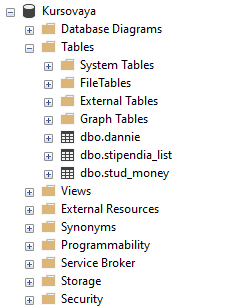 Kursovaya
Database Diagrams
Tables
System Tables
FileTables
External Tables
Graph Tables
dbo.dannie
dbo.stipendia_list
dbo.stud_money
Views
External Resources
Synonyms
Programmability
Service Broker
Storage
Security